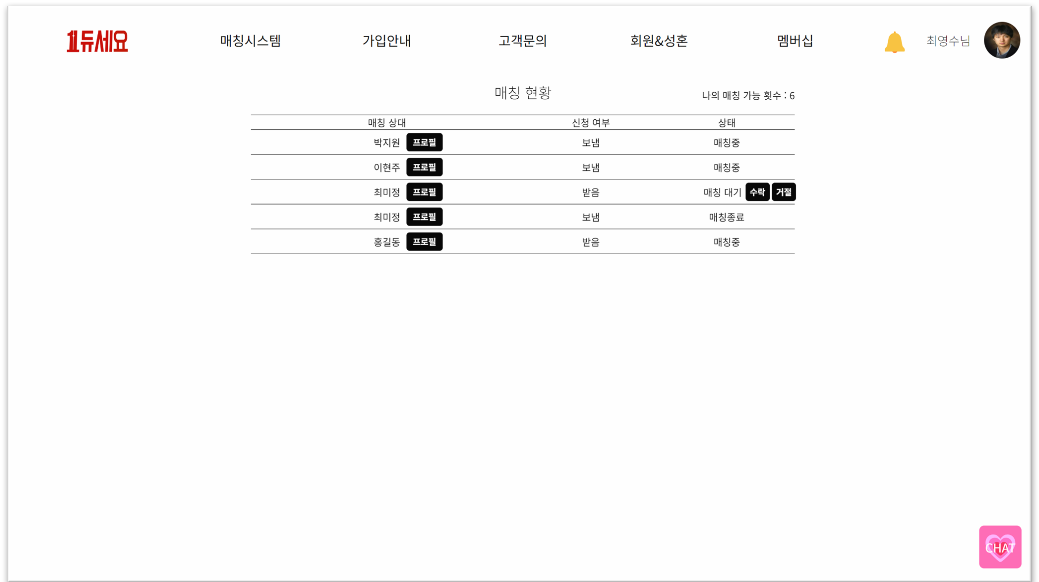 11듀세요
매칭시스템 가입안내 고객문의 회원&성혼 멤버십 최영수님
매칭 현황
나의 매칭 가능 횟수 : 6
매칭 상대 신청 여부 상태
박지원 프로필 보냄 매칭중
이현주 프로필 보냄 매칭중
최미정 프로필 받음 매칭 대기 수락 거절
최미정 프로필 보냄 매칭종료
홍길동 프로필 받음 매칭중
CHAT